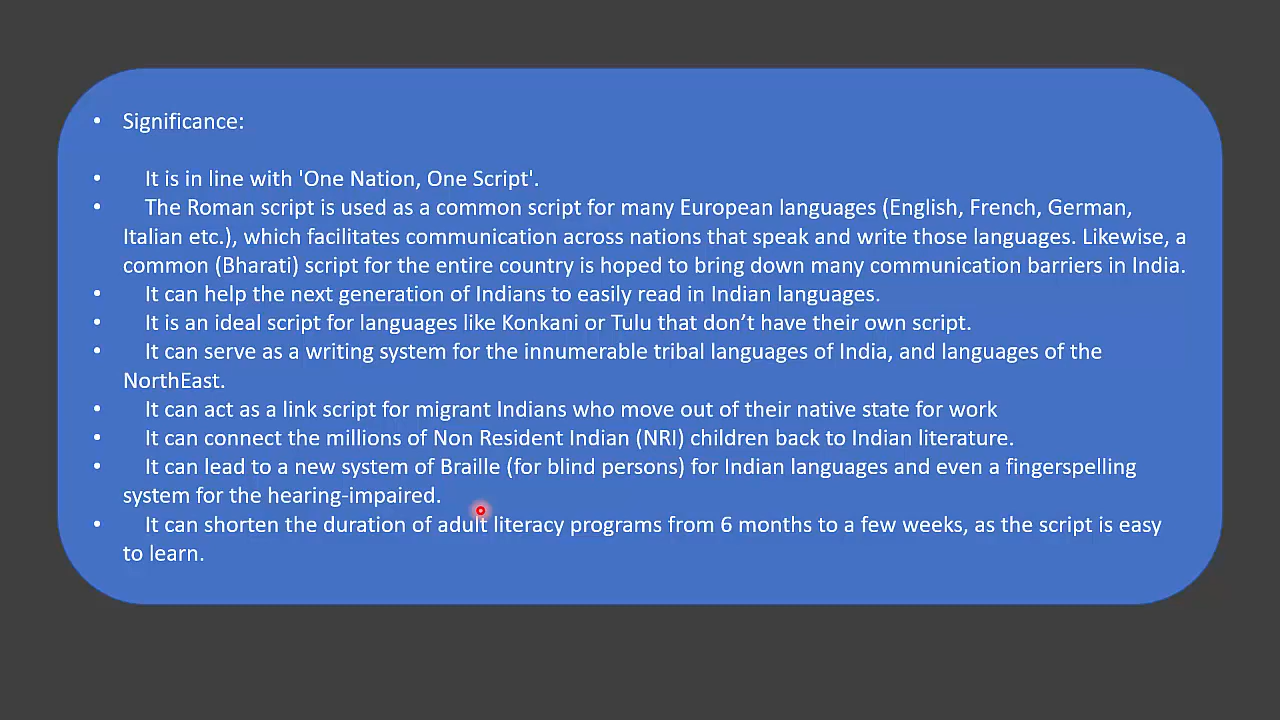 • Significance:
• It is in line with 'One Nation, One Script'.
• The Roman script is used as a common script for many European languages (English, French, German,
Italian etc.), which facilitates communication across nations that speak and write those languages. Likewise, a
common (Bharati) script for the entire country is hoped to bring down many communication barriers in India.
• It can help the next generation of Indians to easily read in Indian languages.
• It is an ideal script for languages like Konkani or Tulu that don’t have their own script.
• It can serve as a writing system for the innumerable tribal languages of India, and languages of the
NorthEast.
• It can act as a link script for migrant Indians who move out of their native state for work
• It can connect the millions of Non Resident Indian (NRI) children back to Indian literature.
• It can lead to a new system of Braille (for blind persons) for Indian languages and even a fingerspelling
system for the hearing-impaired.
• It can shorten the duration of adult literacy programs from 6 months to a few weeks, as the script is easy
to learn.